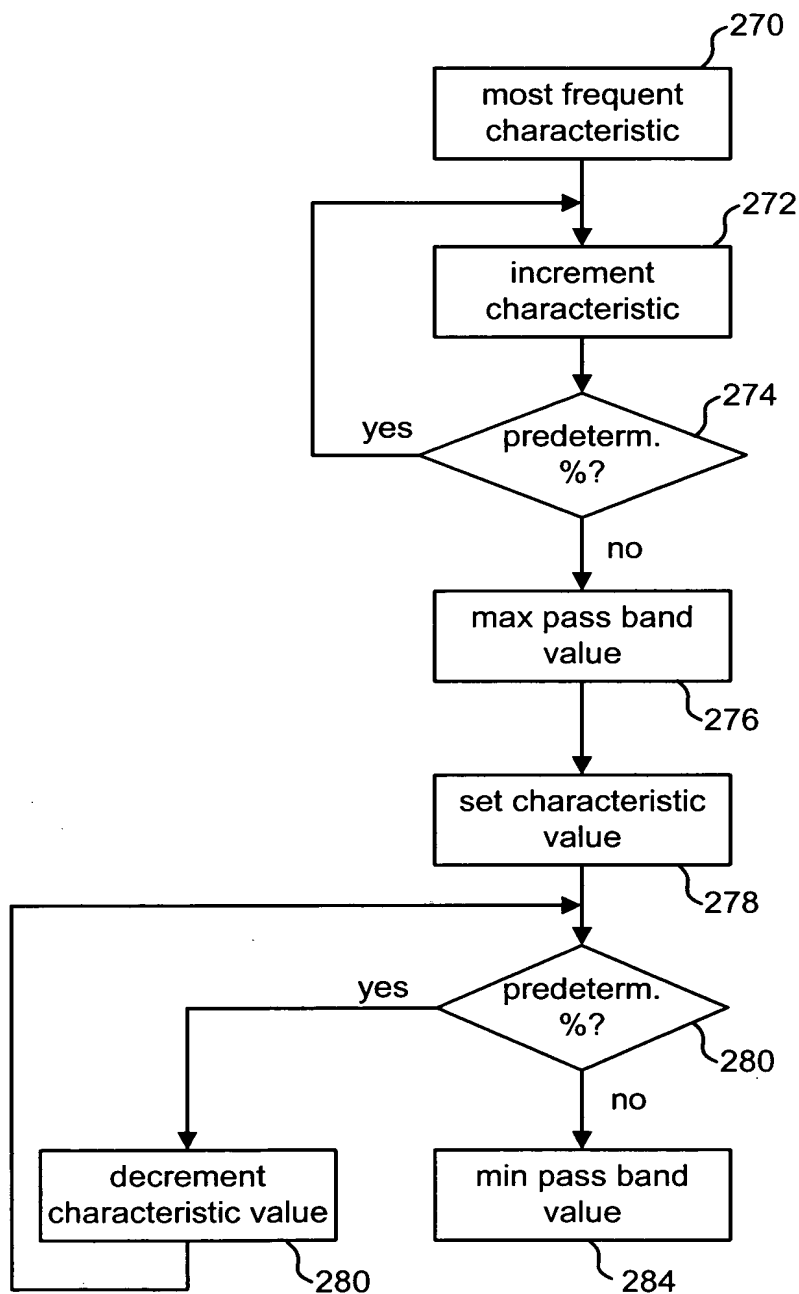 270
most frequent
characteristic
272
increment
characteristic
274
yes
predeterm.
%?
no
max pass band
value
276
set characteristic
value
278
yes
predeterm.
%?
280
no
decrement
characteristic value
280
min pass band
value
284